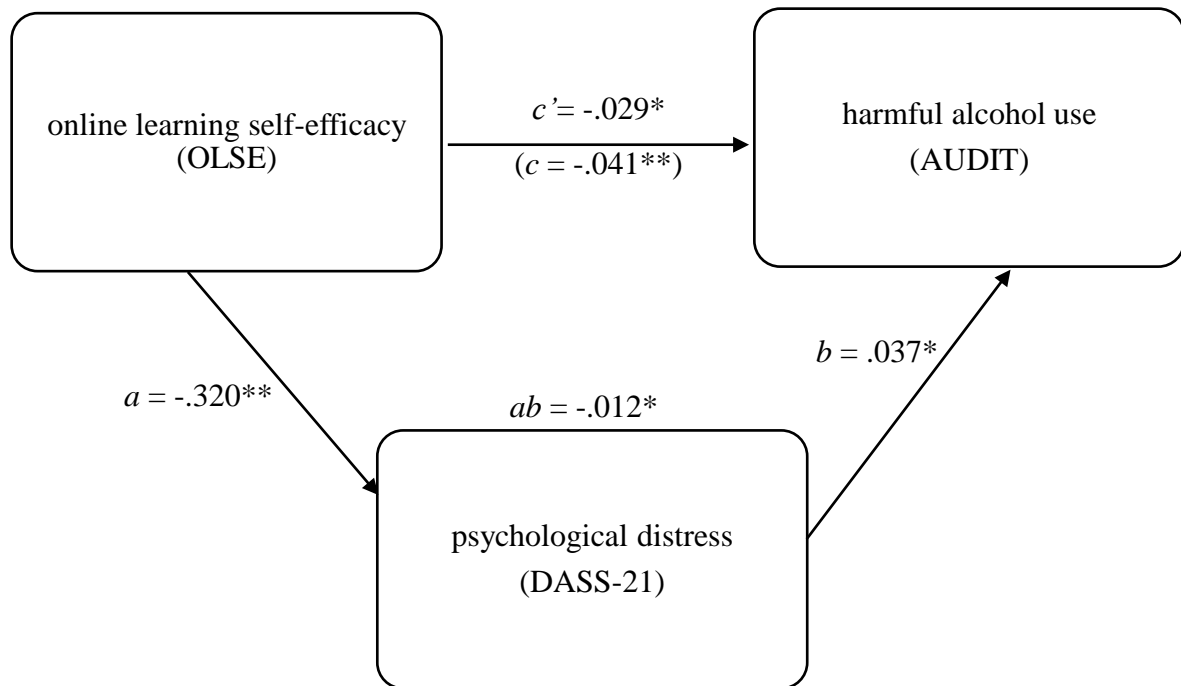 online learning self-efficacy
(OLSE)
c’= -.029*
(c = -.041**)
harmful alcohol use
(AUDIT)
a = -.320**
ab = -.012*
b = .037*
psychological distress
(DASS-21)